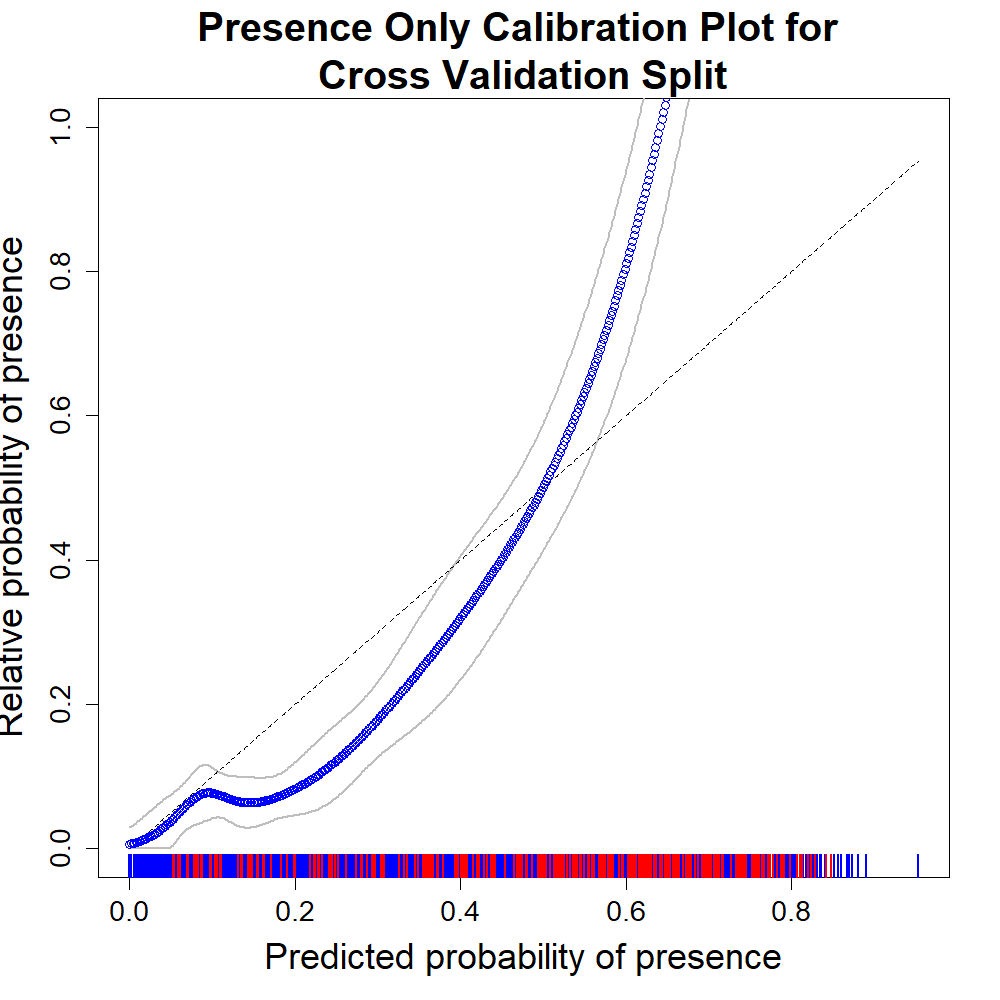 Presence Only Calibration Plot for
Cross Validation Split
Relative probability of presence
1.0
0.8
0.6
0.4
0.2
0.0
0.0 0.2 0.4 0.6 0.8
Predicted probability of presence